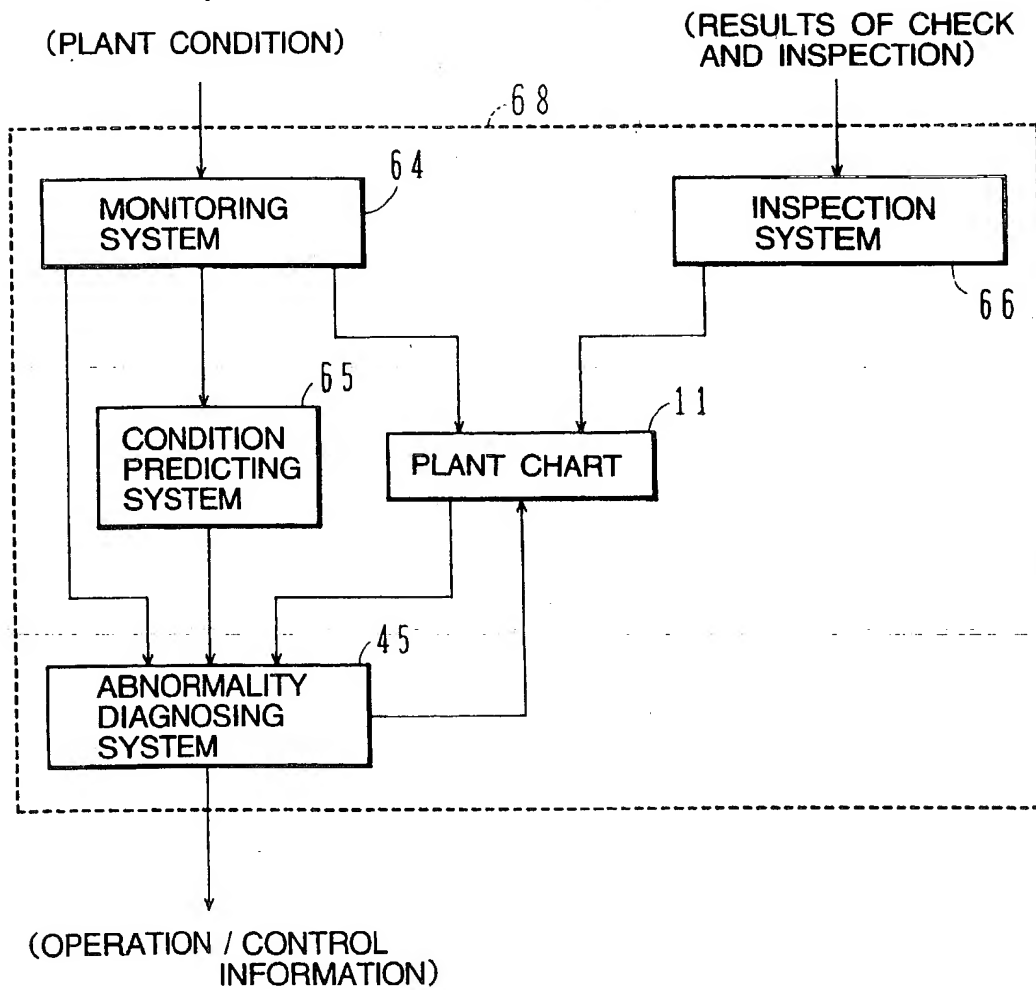 (PLANT CONDITION)
(RESULTS OF CHECK
AND INSPECTION)
68
64
MONITORING
SYSTEM
INSPECTION
SYSTEM
66
65
CONDITION
PREDICTING
SYSTEM
11
PLANT CHART
45
ABNORMALITY
DIAGNOSING
SYSTEM
(OPERATION / CONTROL
INFORMATION)